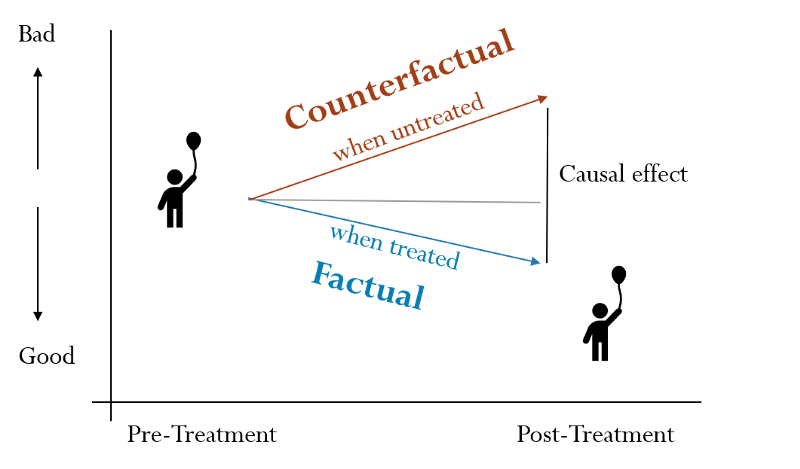 Bad
Counterfactual
when untreated
Causal effect
when treated
Factual
Good
Pre-Treatment
Post-Treatment